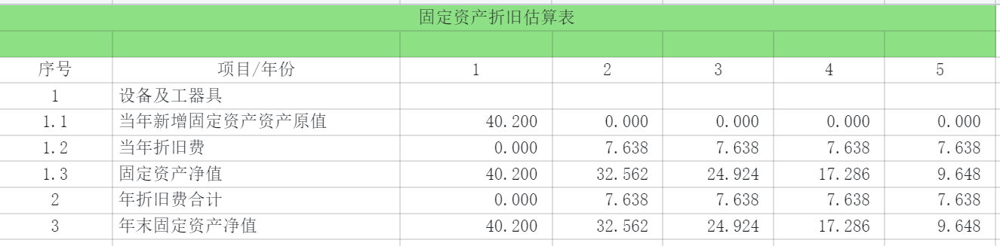 固定资产折旧估算表
序号 项目/年份 1 2 3 4 5
1 设备及工器具
1.1 当年新增固定资产资产原值 40.200 0.000 0.000 0.000 0.000
1.2 当年折旧费 0.000 7.638 7.638 7.638 7.638
1.3 固定资产净值 40.200 32.562 24.924 17.286 9.648
2 年折旧费合计 0.000 7.638 7.638 7.638 7.638
3 年末固定资产净值 40.200 32.562 24.924 17.286 9.648